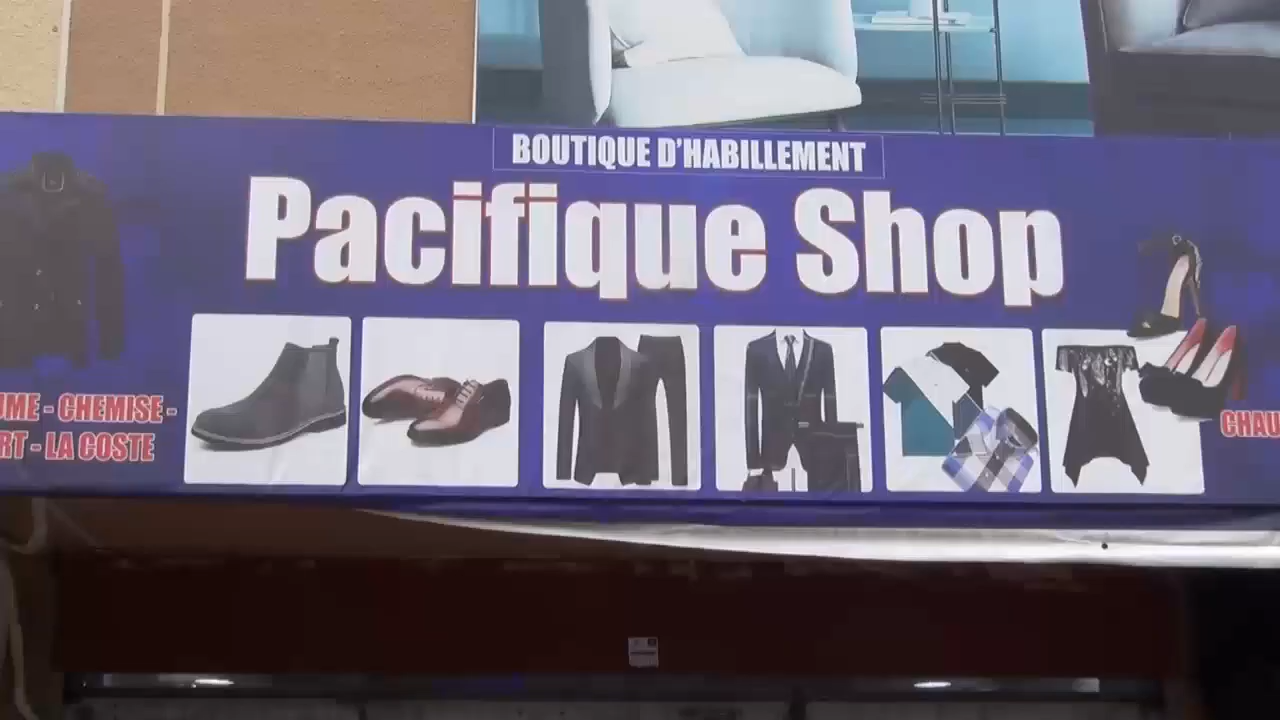 BOUTIQUE D'HABILLEMENT
Pacifique Shop
UME - CHEMISE -
RT - LA COSTE
CHAU